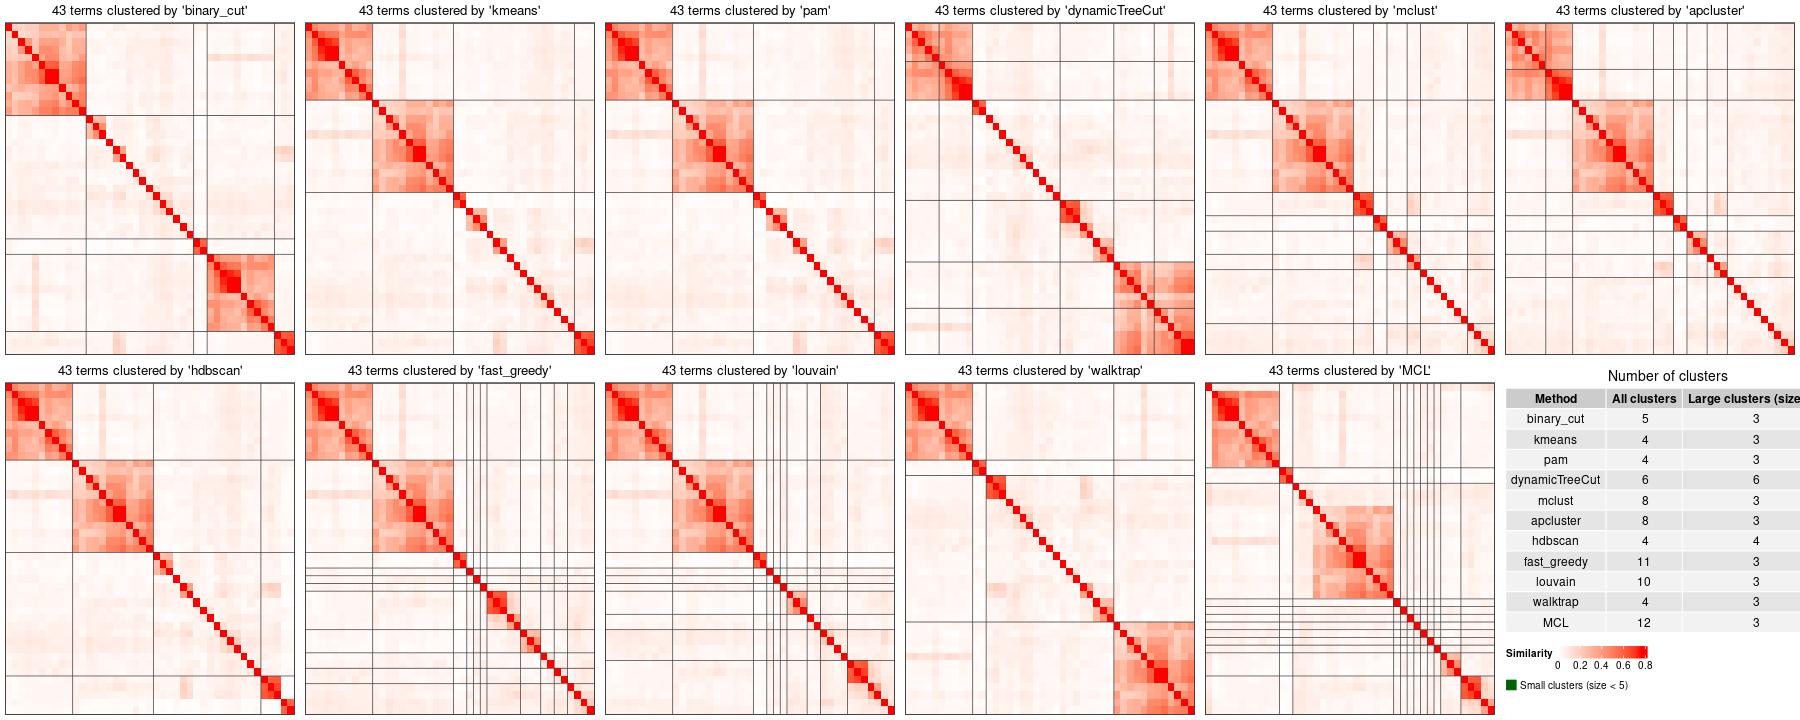 43 terms clustered by 'binary_cut'
43 terms clustered by 'kmeans'
43 terms clustered by 'pam'
43 terms clustered by 'dynamicTreeCut'
43 terms clustered by 'mclust'
43 terms clustered by 'apcluster'
43 terms clustered by 'hdbscan'
43 terms clustered by 'fast_greedy'
43 terms clustered by 'louvain'
43 terms clustered by 'walktrap'
43 terms clustered by 'MCL'
Number of clusters
Method All clusters Large clusters (size
binary_cut 5 3
kmeans 4 3
pam 4 3
dynamicTreeCut 6 6
mclust 8 3
apcluster 8 3
hdbscan 4 4
fast_greedy 11 3
louvain 10 3
walktrap 4 3
MCL 12 3
Similarity
0 0.2 0.4 0.6 0.8
Small clusters (size < 5)